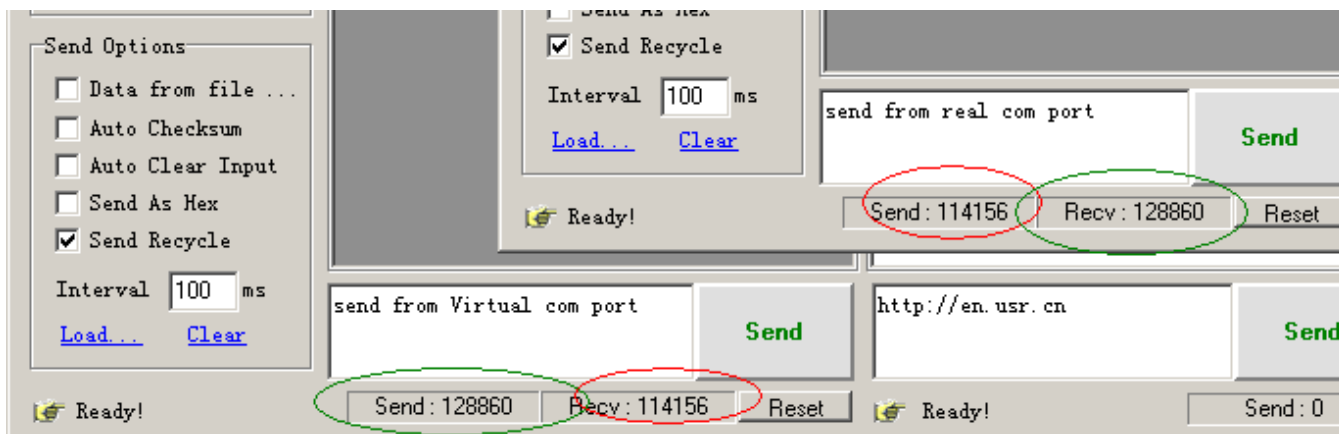 Send Options
Data from file ...
Auto Checksum
Auto Clear Input
Send As Hex
Send Recycle
Interval 100 ms
Load... Clear
Ready!
Send As Hex
Send Recycle
Interval 100 ms
Load... Clear
send from real com port
Send
Ready!
Send : 114156
Recv : 128860
Reset
send from Virtual com port
Send
Send : 128860
Recv : 114156
Reset
http://en.usr.cn
Send
Ready!
Send : 0